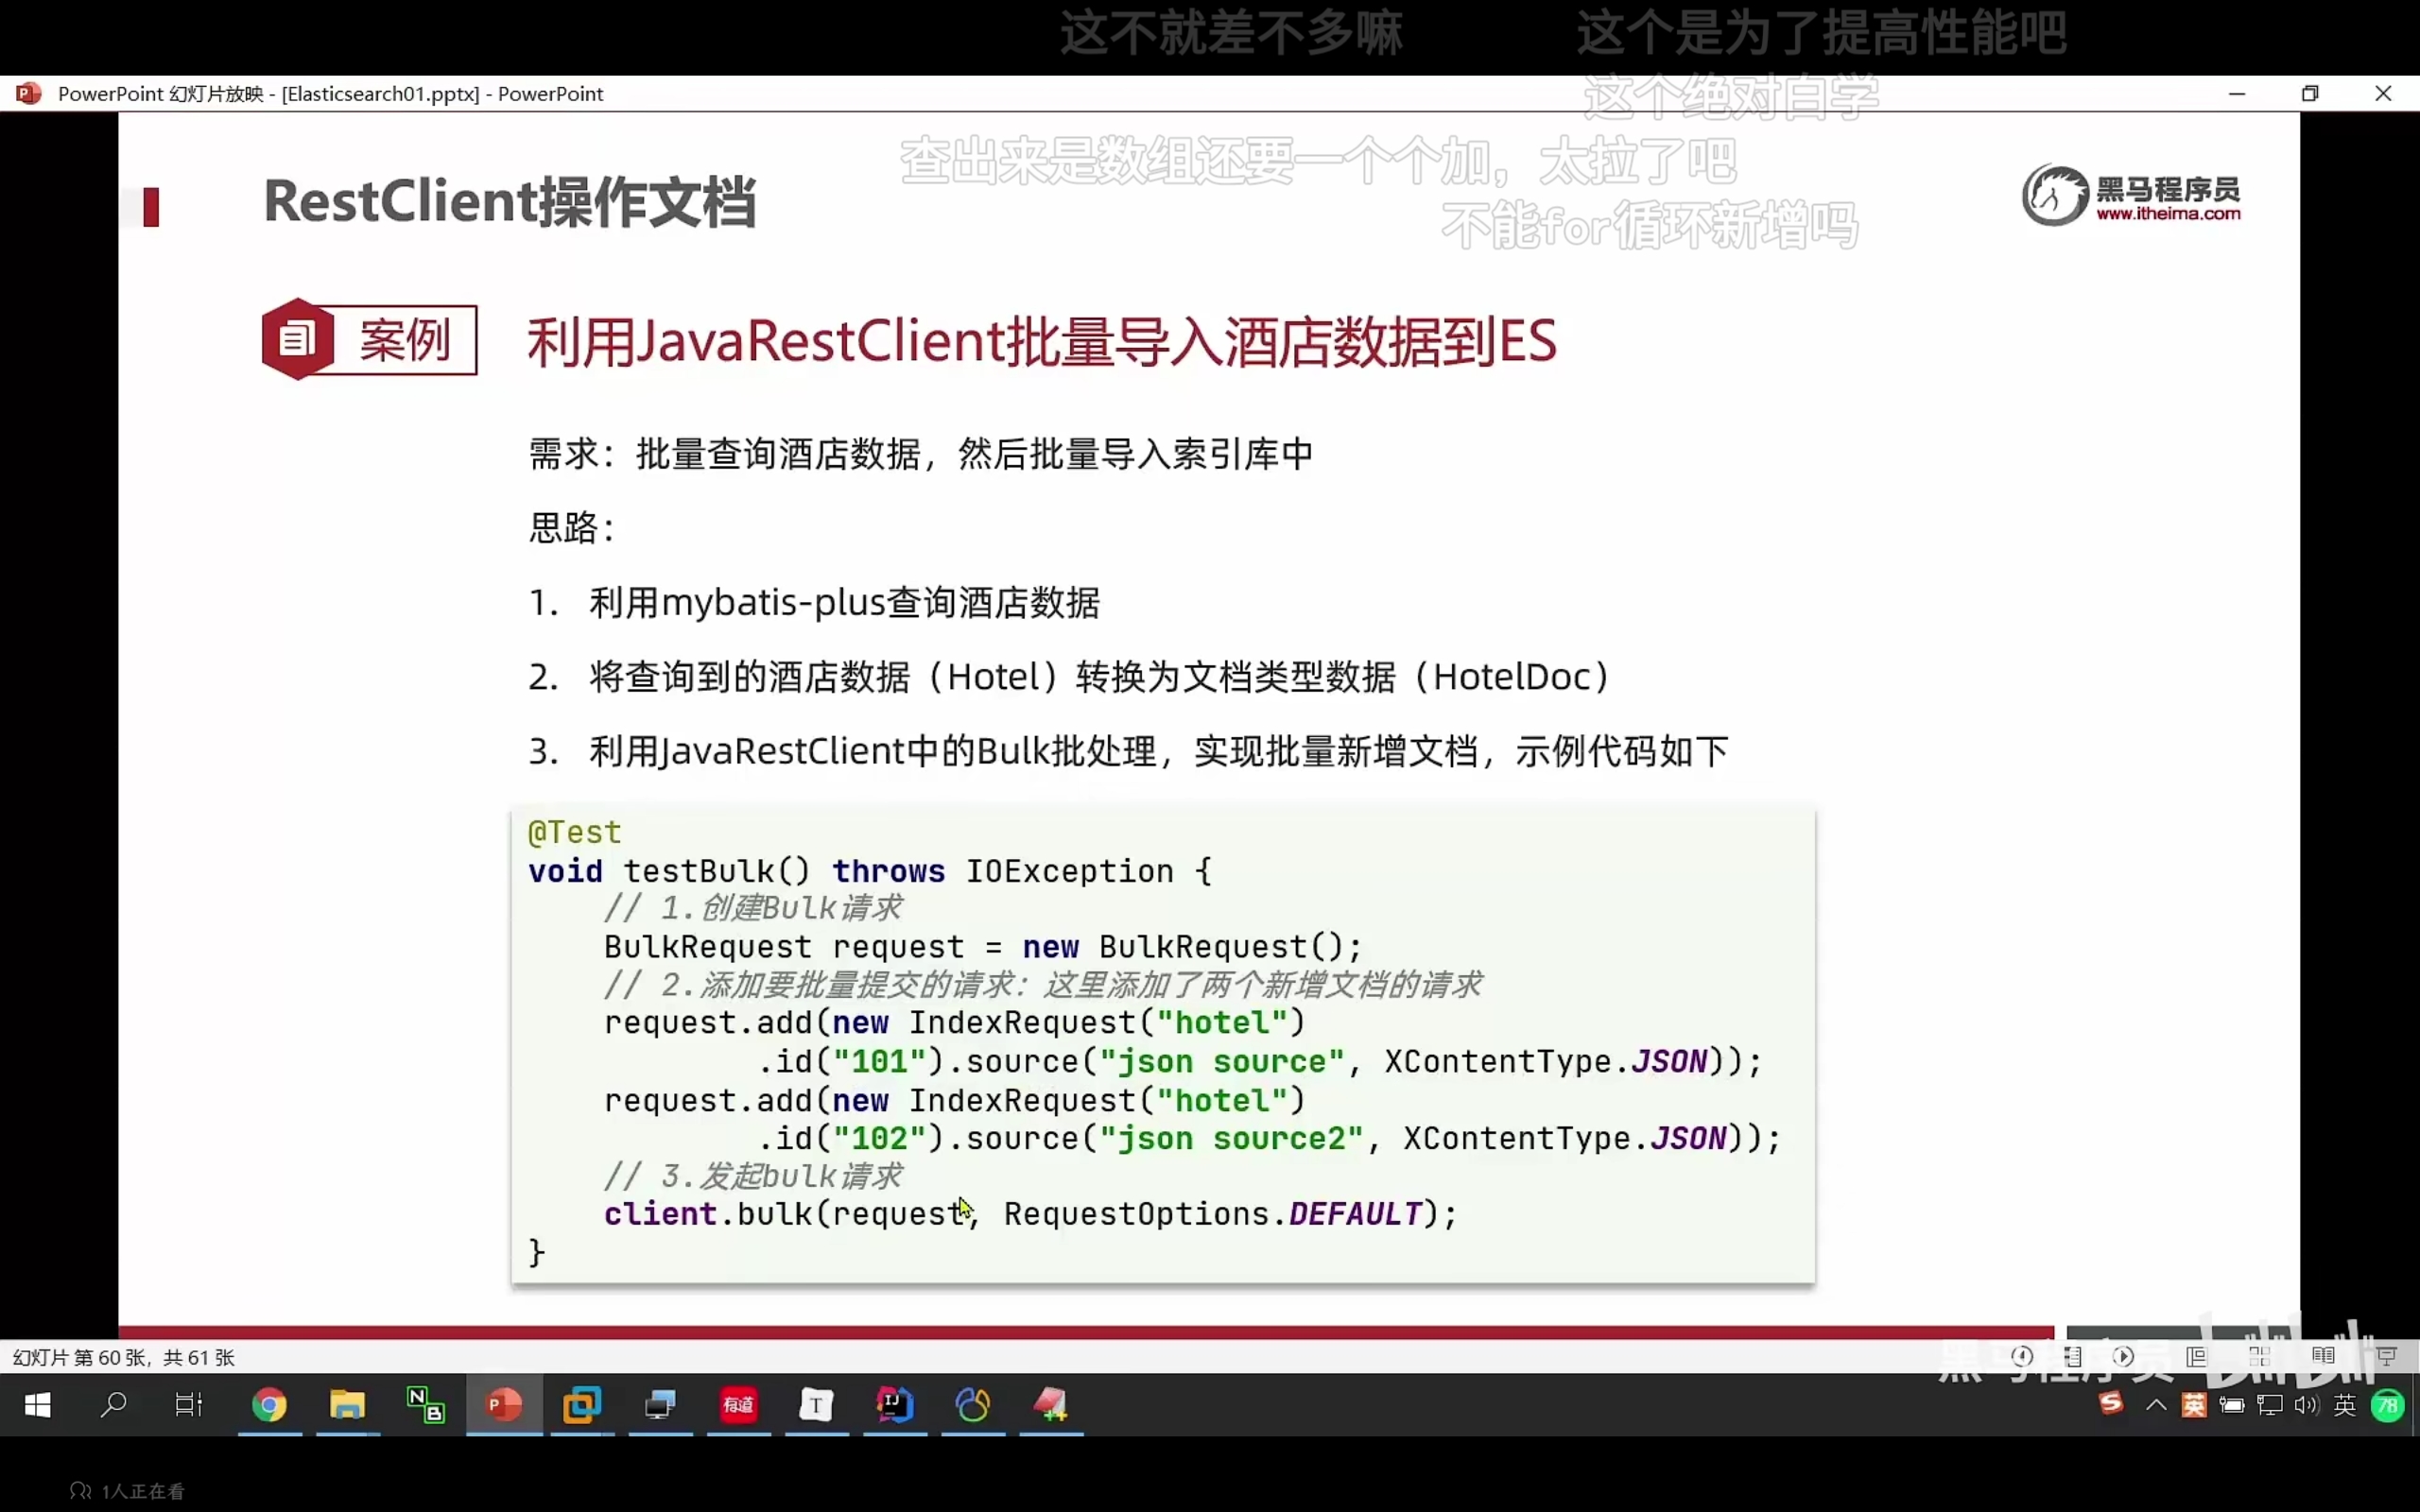 这不就差不多嘛
这个是为了提高性能吧
PowerPoint 幻灯片放映 - [Elasticsearch01.pptx] - PowerPoint
这个绝对白学
查出来是数组还要一个个加，太拉了吧
不能for循环新增吗
RestClient操作文档
黑马程序员
www.itheima.com
案例
利用JavaRestClient批量导入酒店数据到ES
需求：批量查询酒店数据，然后批量导入索引库中
思路：
1. 利用mybatis-plus查询酒店数据
2. 将查询到的酒店数据（Hotel）转换为文档类型数据（HotelDoc）
3. 利用JavaRestClient中的Bulk批处理，实现批量新增文档，示例代码如下
@Test
void testBulk() throws IOException {
// 1.创建Bulk请求
BulkRequest request = new BulkRequest();
// 2.添加要批量提交的请求：这里添加了两个新增文档的请求
request.add(new IndexRequest("hotel")
.id("101").source("json source", XContentType.JSON));
request.add(new IndexRequest("hotel")
.id("102").source("json source2", XContentType.JSON));
// 3.发起bulk请求
client.bulk(request, RequestOptions.DEFAULT);
}
幻灯片 第 60 张，共 61 张
黑马程序员
bilibili
N
B
P
有道
T
IJ
S
英
英
78
1人正在看